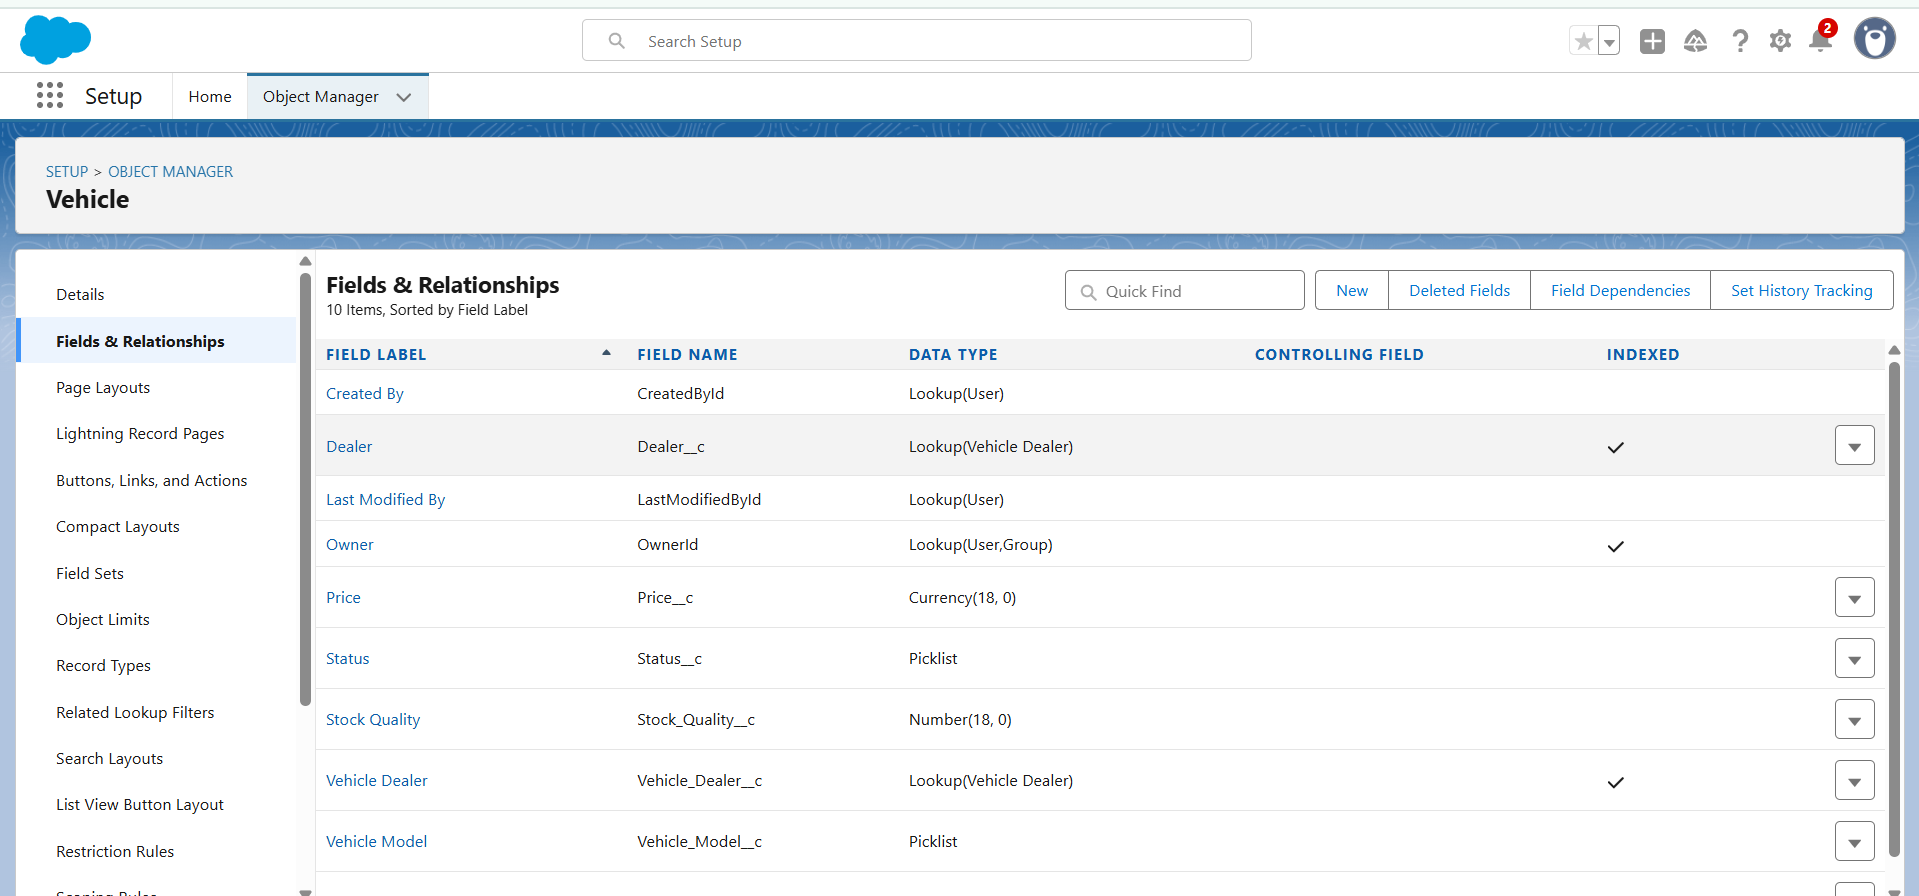 Search Setup
2
Setup
Home
Object Manager
SETUP > OBJECT MANAGER
Vehicle
Details
Fields & Relationships
Page Layouts
Lightning Record Pages
Buttons, Links, and Actions
Compact Layouts
Field Sets
Object Limits
Record Types
Related Lookup Filters
Search Layouts
List View Button Layout
Restriction Rules
Scoping Rules
Fields & Relationships
10 Items, Sorted by Field Label
Quick Find
New
Deleted Fields
Field Dependencies
Set History Tracking
FIELD LABEL FIELD NAME DATA TYPE CONTROLLING FIELD INDEXED
Created By CreatedById Lookup(User)
Dealer Dealer__c Lookup(Vehicle Dealer)
Last Modified By LastModifiedById Lookup(User)
Owner OwnerId Lookup(User,Group)
Price Price__c Currency(18, 0)
Status Status__c Picklist
Stock Quality Stock_Quality__c Number(18, 0)
Vehicle Dealer Vehicle_Dealer__c Lookup(Vehicle Dealer)
Vehicle Model Vehicle_Model__c Picklist